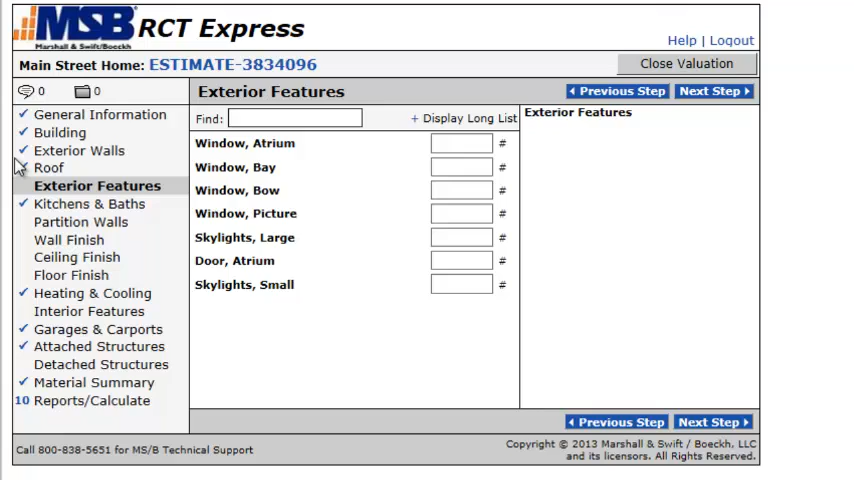 MSB® RCT Express
Marshall & Swift/Boeckh
Help | Logout
Main Street Home: ESTIMATE-3834096
Close Valuation
0 0
Exterior Features
Previous Step Next Step
Find: + Display Long List
Exterior Features
General Information
Building
Exterior Walls
Roof
Exterior Features
Kitchens & Baths
Partition Walls
Wall Finish
Ceiling Finish
Floor Finish
Heating & Cooling
Interior Features
Garages & Carports
Attached Structures
Detached Structures
Material Summary
10 Reports/Calculate
Window, Atrium #
Window, Bay #
Window, Bow #
Window, Picture #
Skylights, Large #
Door, Atrium #
Skylights, Small #
Previous Step Next Step
Call 800-838-5651 for MS/B Technical Support
Copyright © 2013 Marshall & Swift / Boeckh, LLC
and its licensors. All Rights Reserved.